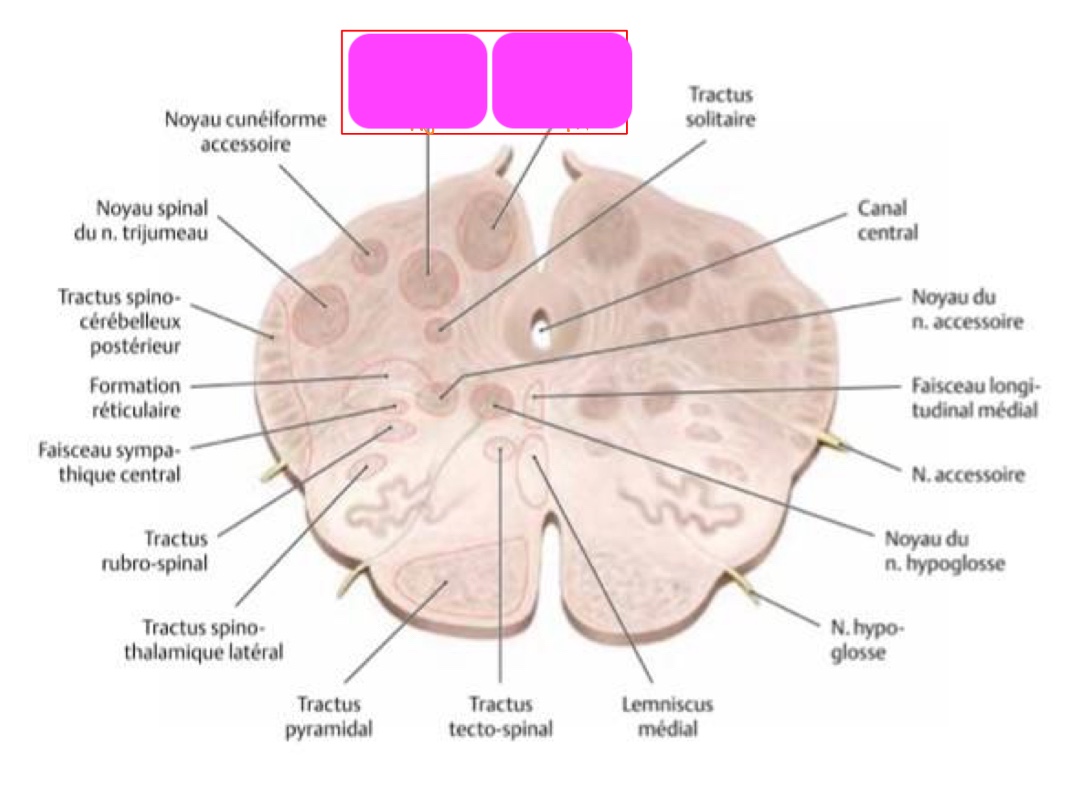 Tractus
solitaire
Noyau cunéiforme
accessoire
Noyau spinal
du n. trijumeau
Canal
central
Tractus spino-
cérébelleux
postérieur
Noyau du
n. accessoire
Formation
réticulaire
Faisceau longi-
tudinal médial
Faisceau sympa-
thique central
N. accessoire
Tractus
rubro-spinal
Noyau du
n. hypoglosse
Tractus spino-
thalamique latéral
N. hypo-
glosse
Tractus
pyramidal
Tractus
tecto-spinal
Lemniscus
médial